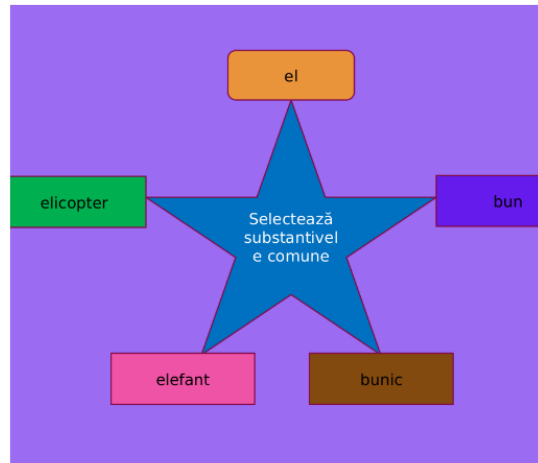 el
elicopter
bun
Selectează
substantivel
e comune
elefant
bunic